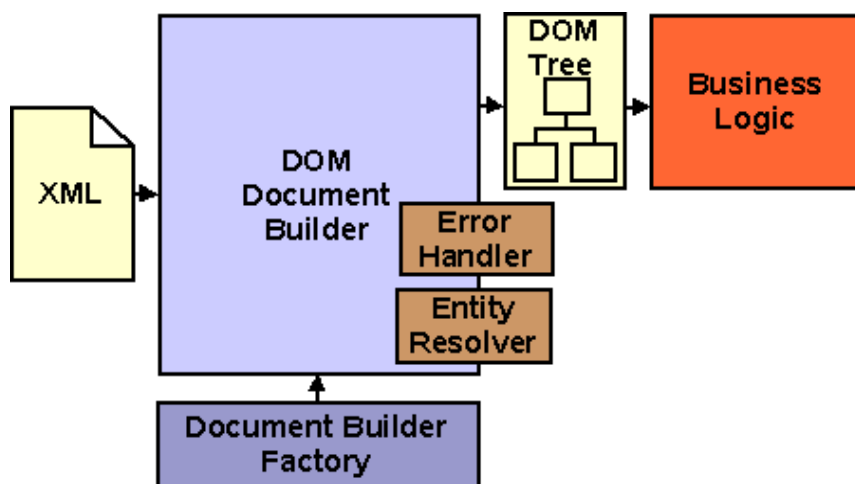 XML
DOM
Document
Builder
Error
Handler
Entity
Resolver
Document Builder
Factory
DOM
Tree
Business
Logic